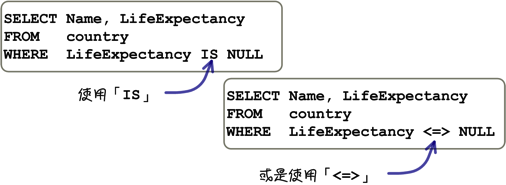 SELECT Name, LifeExpectancy
FROM country
WHERE LifeExpectancy IS NULL
使用「IS」
SELECT Name, LifeExpectancy
FROM country
WHERE LifeExpectancy <=> NULL
或是使用「<=>」